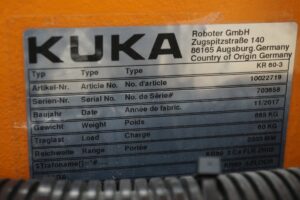 KUKA
Roboter GmbH
Zugspitzstraße 140
86165 Augsburg, Germany
Country of Origin Germany
Typ Type Type KR 60-3
Artikel-Nr. Article No. No. d'article 10022719
Serien-Nr. Serial No. No. de Série# 703658
Baujahr Date Année de fabric. 11/2017
Gewicht Weight Poids 665 KG
Traglast Load Charge 60 KG
Reichweite Range Portée
$Trafoname[]="#...